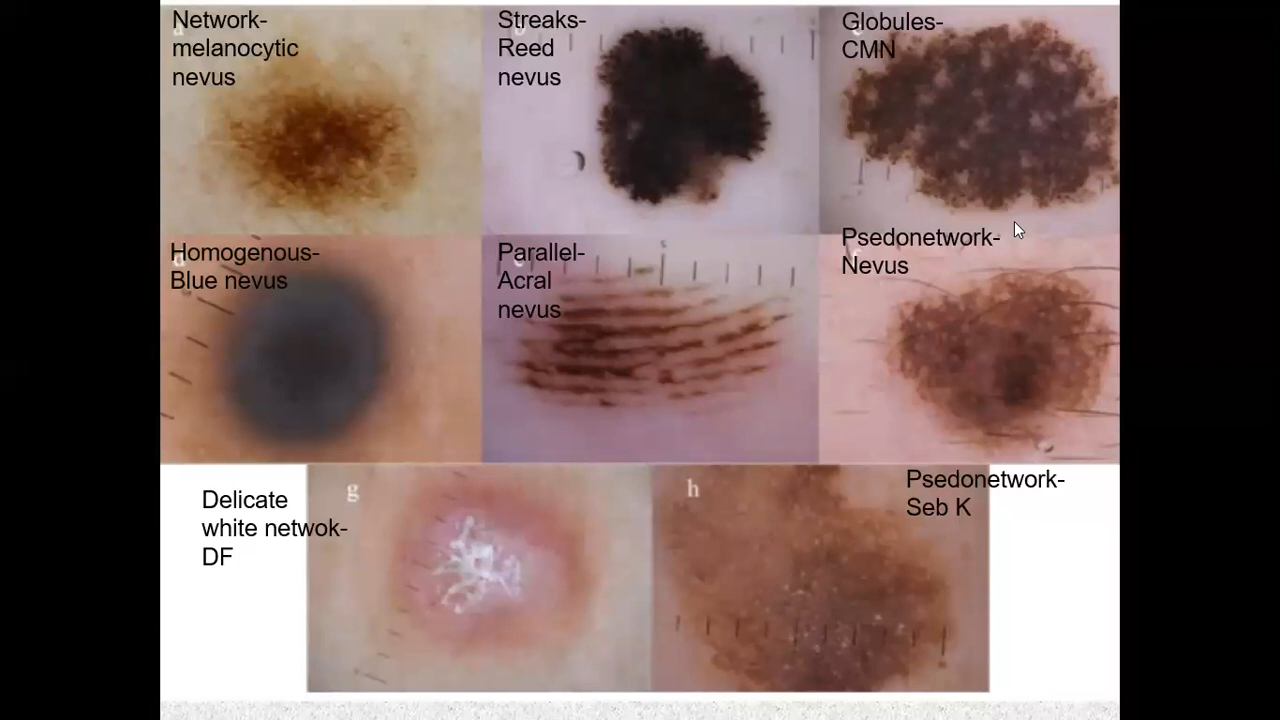 Network-
melanocytic
nevus
Streaks-
Reed
nevus
Globules-
CMN
Homogenous-
Blue nevus
Parallel-
Acral
nevus
Psedonetwork-
Nevus
Delicate
white netwok-
DF
g
h
Psedonetwork-
Seb K